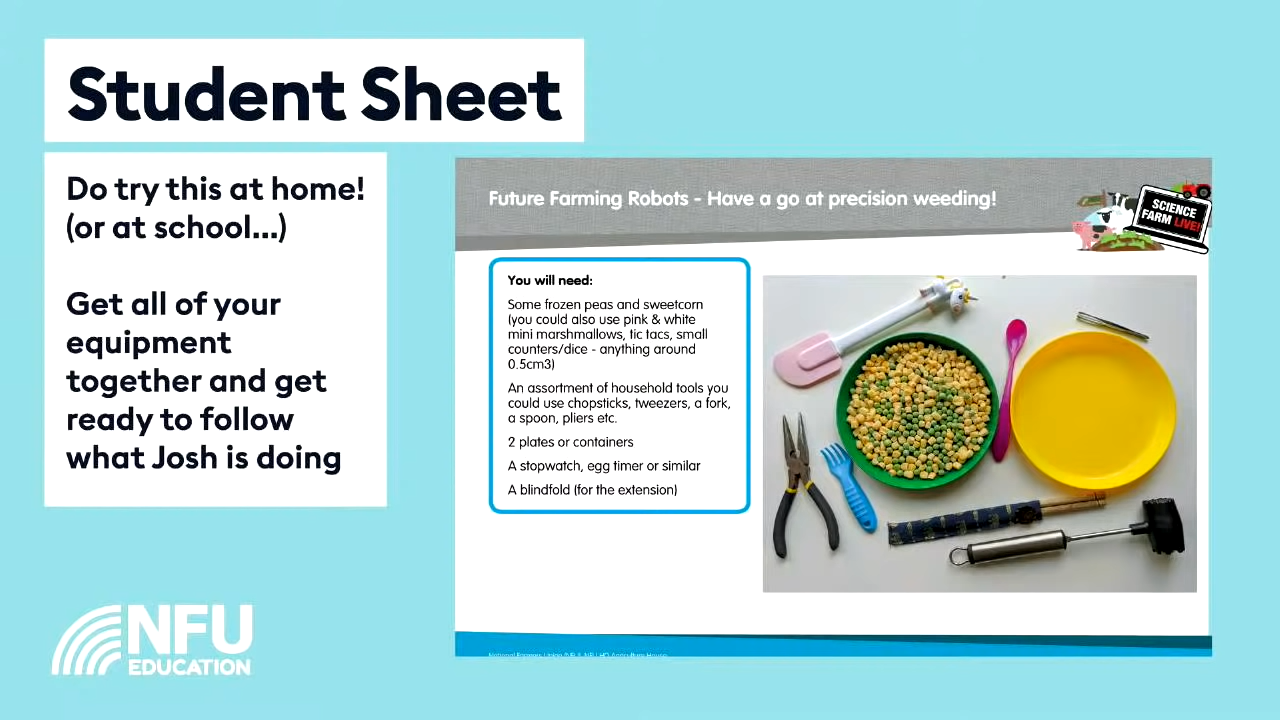 Student Sheet
Do try this at home!
(or at school...)
Get all of your
equipment
together and get
ready to follow
what Josh is doing
NFU
EDUCATION
Future Farming Robots - Have a go at precision weeding!
SCIENCE
FARM LIVE!
You will need:
Some frozen peas and sweetcorn
(you could also use pink & white
mini marshmallows, tic tacs, small
counters/dice - anything around
0.5cm3)
An assortment of household tools you
could use chopsticks, tweezers, a fork,
a spoon, pliers etc.
2 plates or containers
A stopwatch, egg timer or similar
A blindfold (for the extension)